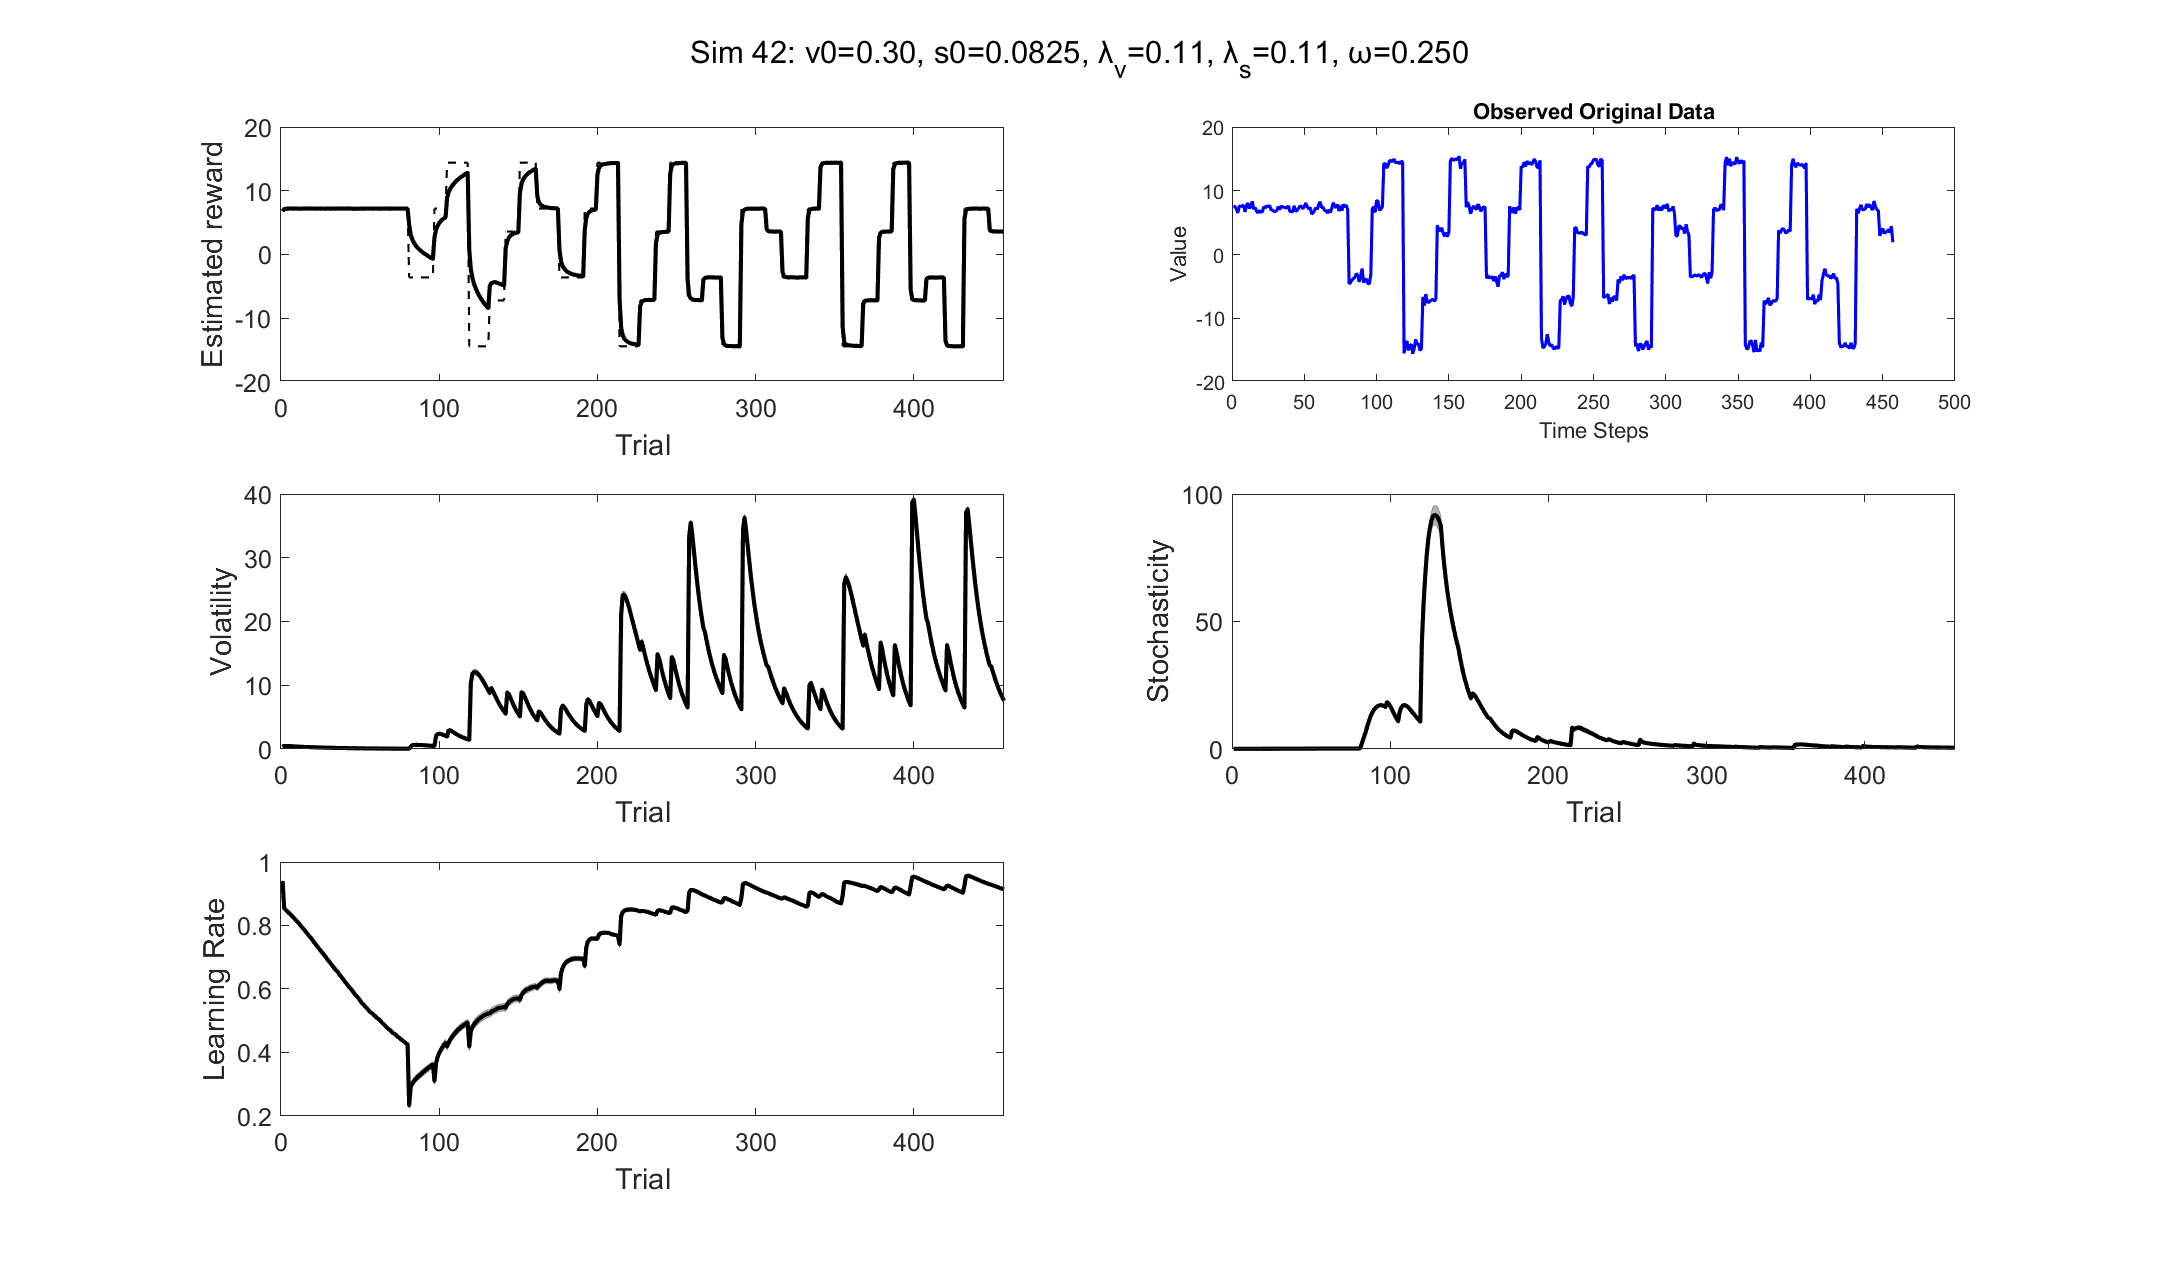 Sim 42: v0=0.30, s0=0.0825, λv=0.11, λs=0.11, ω=0.250
Estimated reward
20
10
0
-10
-20
0 100 200 300 400
Trial
Observed Original Data
Value
20
10
0
-10
-20
0 50 100 150 200 250 300 350 400 450 500
Time Steps
Volatility
40
30
20
10
0
0 100 200 300 400
Trial
Stochasticity
100
50
0
0 100 200 300 400
Trial
Learning Rate
1
0.8
0.6
0.4
0.2
0 100 200 300 400
Trial